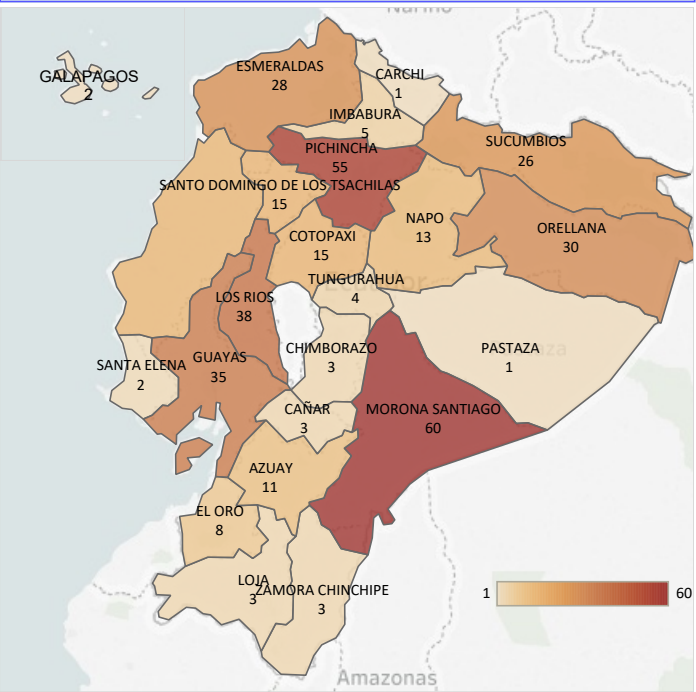 Nariño
GALAPAGOS
2
ESMERALDAS
28
CARCHI
1
IMBABURA
5
PICHINCHA
55
SUCUMBIOS
26
SANTO DOMINGO DE LOS TSACHILAS
15
NAPO
13
ORELLANA
30
COTOPAXI
15
TUNGURAHUA
4
Ecuador
LOS RIOS
38
CHIMBORAZO
3
PASTAZA
1
SANTA ELENA
2
GUAYAS
35
CAÑAR
3
MORONA SANTIAGO
60
AZUAY
11
EL ORO
8
LOJA
3
ZAMORA CHINCHIPE
3
1
60
Amazonas